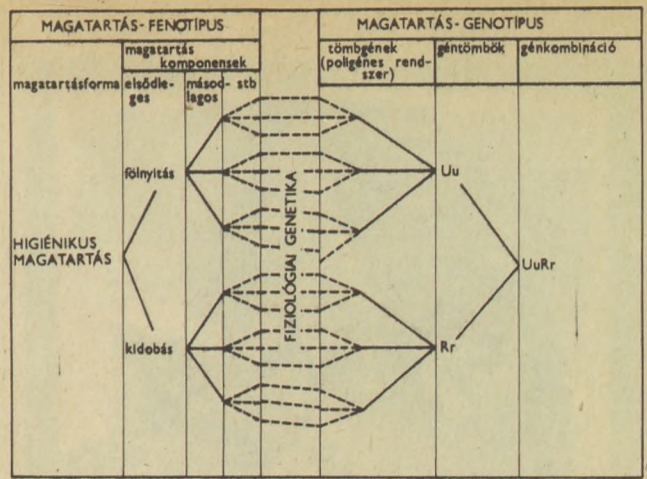 MAGATARTÁS-FENOTÍPUS
MAGATARTÁS-GENOTÍPUS
magatartás
komponensek
tömbgének
(poligénes rend-
szer)
géntömbök
génkombináció
magatartásforma
elsődle-
ges
másod-
lagos
stb
fölnyitás
Uu
HIGIÉNIKUS
MAGATARTÁS
FIZIOLÓGIAI GENETIKA
UuRr
kidobás
Rr